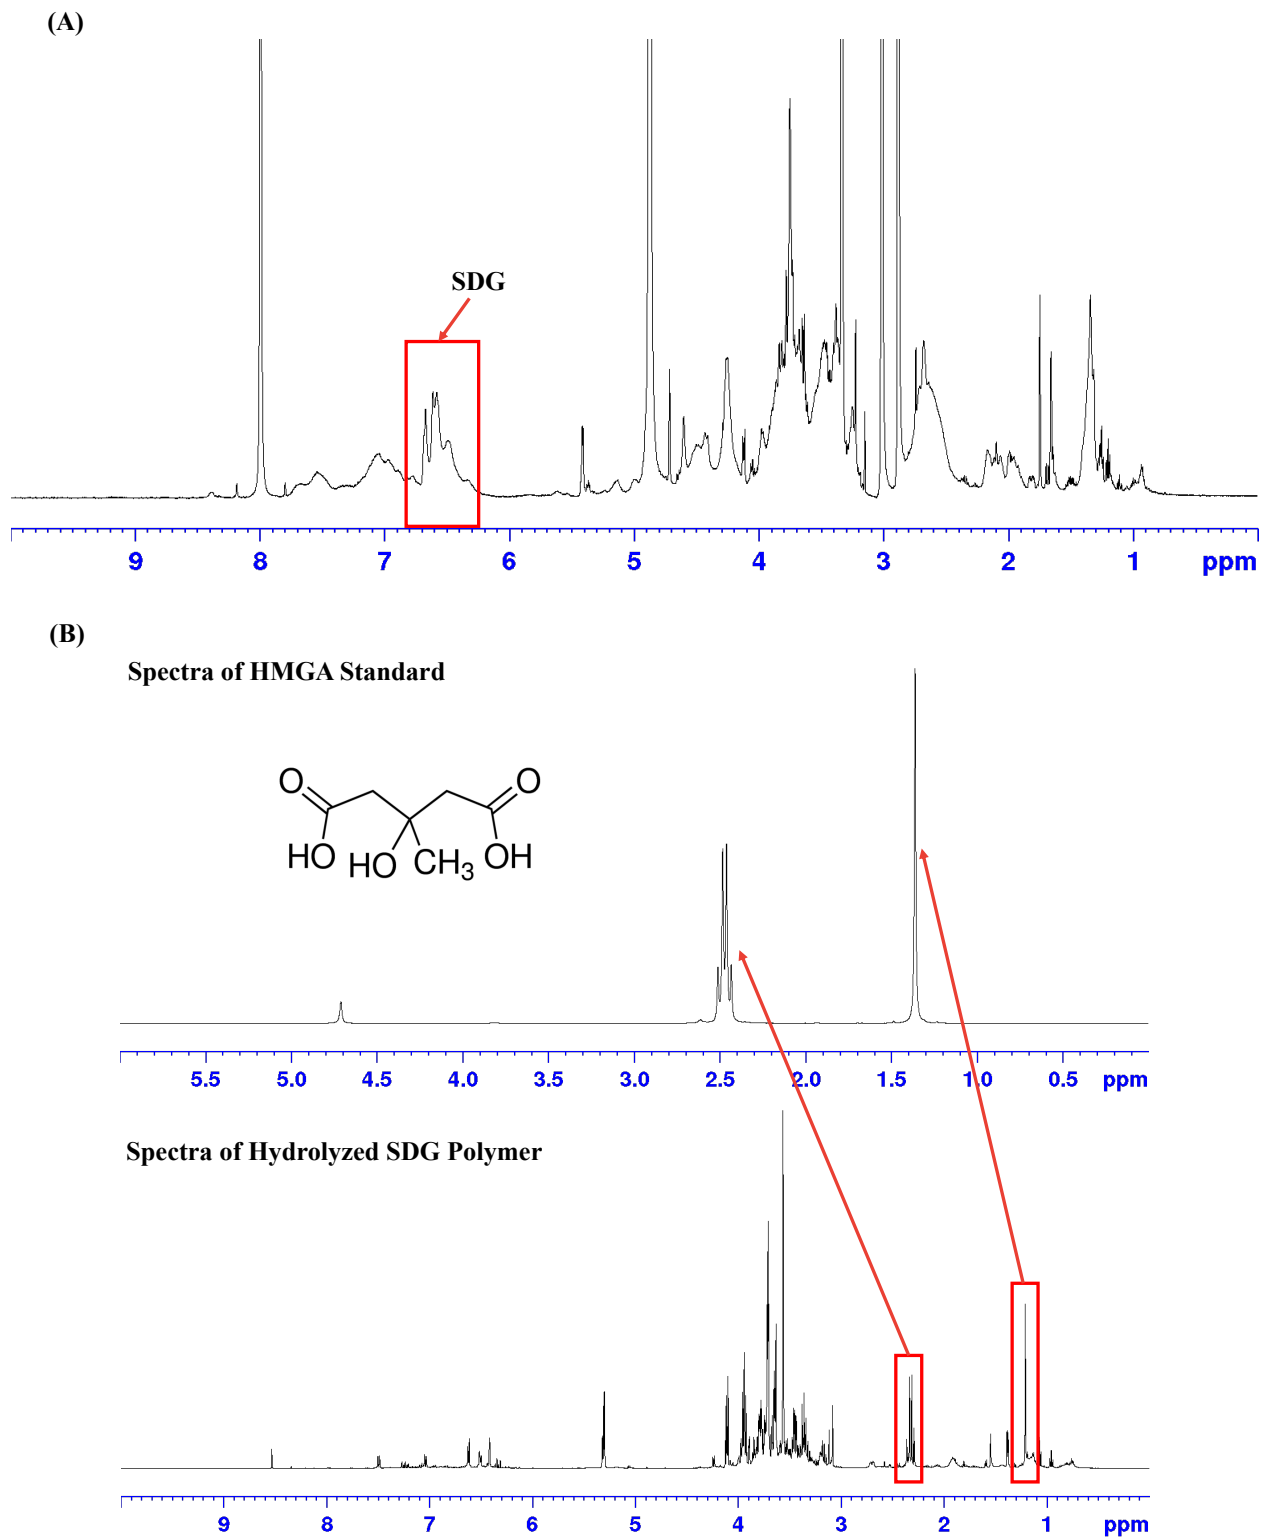 (A)
SDG
9 8 7 6 5 4 3 2 1 ppm
(B)
Spectra of HMGA Standard
O O
HO HO CH3 OH
5.5 5.0 4.5 4.0 3.5 3.0 2.5 2.0 1.5 1.0 0.5 ppm
Spectra of Hydrolyzed SDG Polymer
9 8 7 6 5 4 3 2 1 ppm